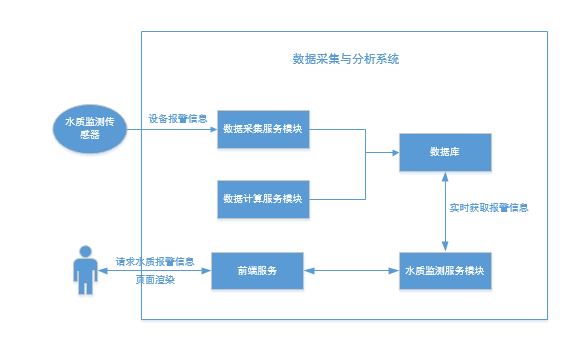 数据采集与分析系统
水质监测传
感器
设备报警信息
数据采集服务模块
数据库
数据计算服务模块
实时获取报警信息
请求水质报警信息
页面渲染
前端服务
水质监测服务模块